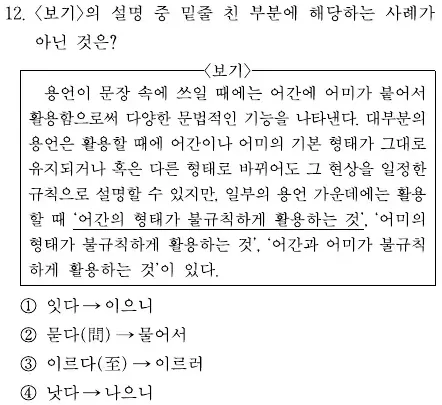 12. 〈보기〉의 설명 중 밑줄 친 부분에 해당하는 사례가
아닌 것은?
〈보기〉
용언이 문장 속에 쓰일 때에는 어간에 어미가 붙어서
활용함으로써 다양한 문법적인 기능을 나타낸다. 대부분의
용언은 활용할 때에 어간이나 어미의 기본 형태가 그대로
유지되거나 혹은 다른 형태로 바뀌어도 그 현상을 일정한
규칙으로 설명할 수 있지만, 일부의 용언 가운데에는 활용
할 때 ‘어간의 형태가 불규칙하게 활용하는 것’, ‘어미의
형태가 불규칙하게 활용하는 것’, ‘어간과 어미가 불규칙
하게 활용하는 것’이 있다.
① 잇다→이으니
② 묻다(問)→물어서
③ 이르다(至)→이르러
④ 낫다→나으니